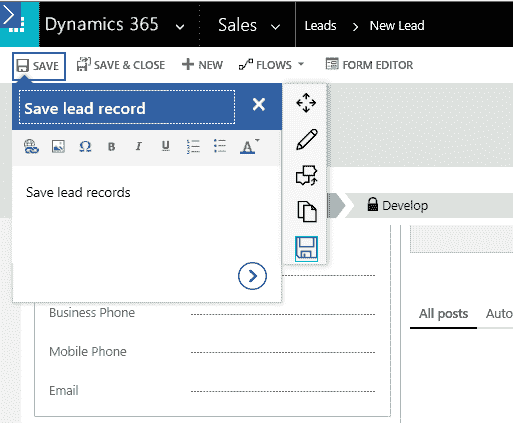 Dynamics 365 Sales Leads > New Lead
SAVE SAVE & CLOSE + NEW FLOWS FORM EDITOR
Save lead record
B I U A
Save lead records
Develop
Business Phone
Mobile Phone
Email
All posts Auto